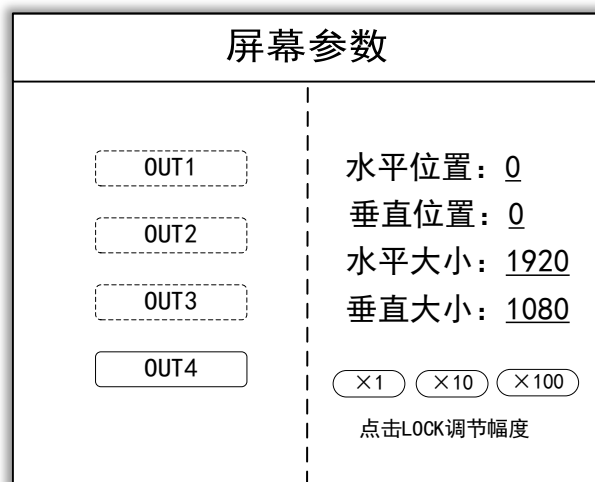 屏幕参数
OUT1
OUT2
OUT3
OUT4
水平位置：0
垂直位置：0
水平大小：1920
垂直大小：1080
×1 ×10 ×100
点击LOCK调节幅度